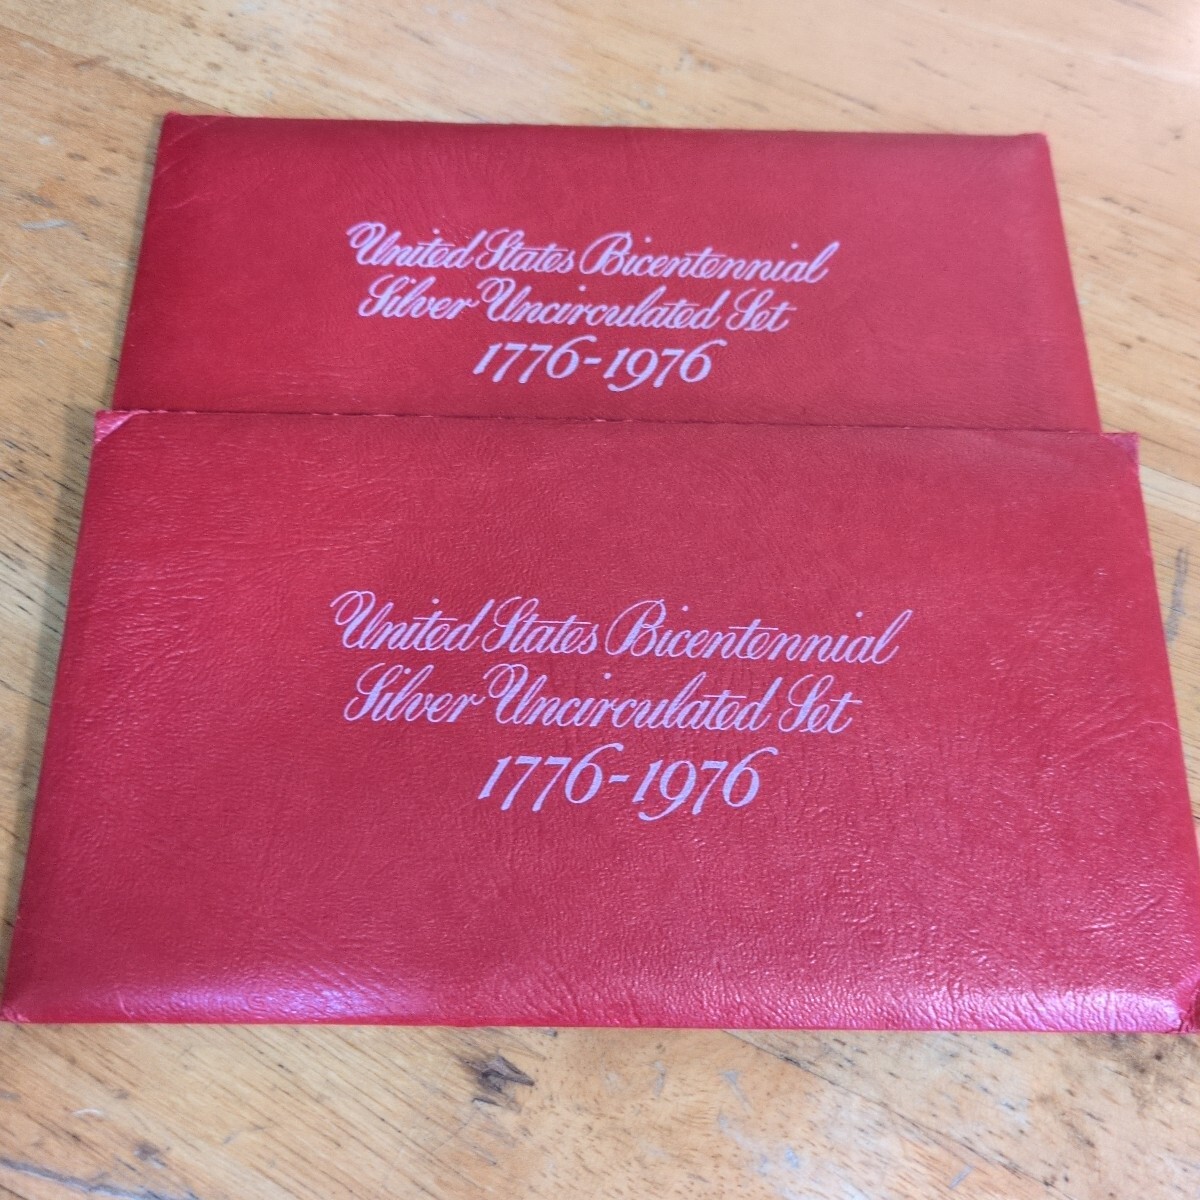 United States Bicentennial
Silver Uncirculated Set
1776-1976
United States Bicentennial
Silver Uncirculated Set
1776-1976